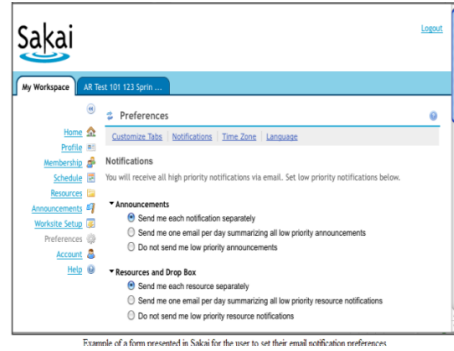 Sakai
Logout
My Workspace
AR Test 101 123 Sprin ...
Preferences
Home
Profile
Membership
Schedule
Resources
Announcements
Worksite Setup
Preferences
Account
Help
Customize Tabs
Notifications
Time Zone
Language
Notifications
You will receive all high priority notifications via email. Set low priority notifications below.
Announcements
Send me each notification separately
Send me one email per day summarizing all low priority announcements
Do not send me low priority announcements
Resources and Drop Box
Send me each resource separately
Send me one email per day summarizing all low priority resource notifications
Do not send me low priority resource notifications
Example of a form presented in Sakai for the user to set their email notification preferences